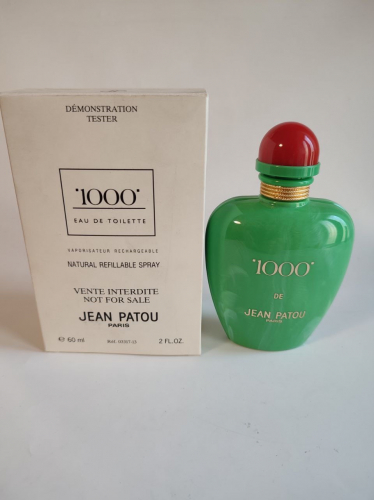 DÉMONSTRATION
TESTER
'1000'
EAU DE TOILETTE
VAPORISATEUR RECHARGEABLE
NATURAL REFILLABLE SPRAY
VENTE INTERDITE
NOT FOR SALE
JEAN PATOU
PARIS
℮ 60 ml
2 FL.OZ.
'1000'
DE
JEAN PATOU
PARIS